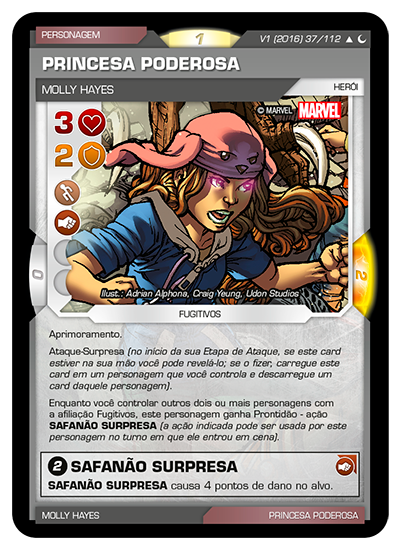 PERSONAGEM
1
V1 (2016) 37/112
PRINCESA PODEROSA
MOLLY HAYES
HERÓI
© MARVEL MARVEL
3
2
0
2
Ilust.: Adrian Alphona, Craig Yeung, Udon Studios
FUGITIVOS
Aprimoramento.
Ataque-Surpresa (no início da sua Etapa de Ataque, se este card
estiver na sua mão você pode revelá-lo; se o fizer, carregue este
card em um personagem que você controla e descarregue um
card daquele personagem).
Enquanto você controlar outros dois ou mais personagens com
a afiliação Fugitivos, este personagem ganha Prontidão - ação
SAFANÃO SURPRESA (a ação indicada pode ser usada por este
personagem no turno em que ele entrou em cena).
2 SAFANÃO SURPRESA
SAFANÃO SURPRESA causa 4 pontos de dano no alvo.
MOLLY HAYES
PRINCESA PODEROSA